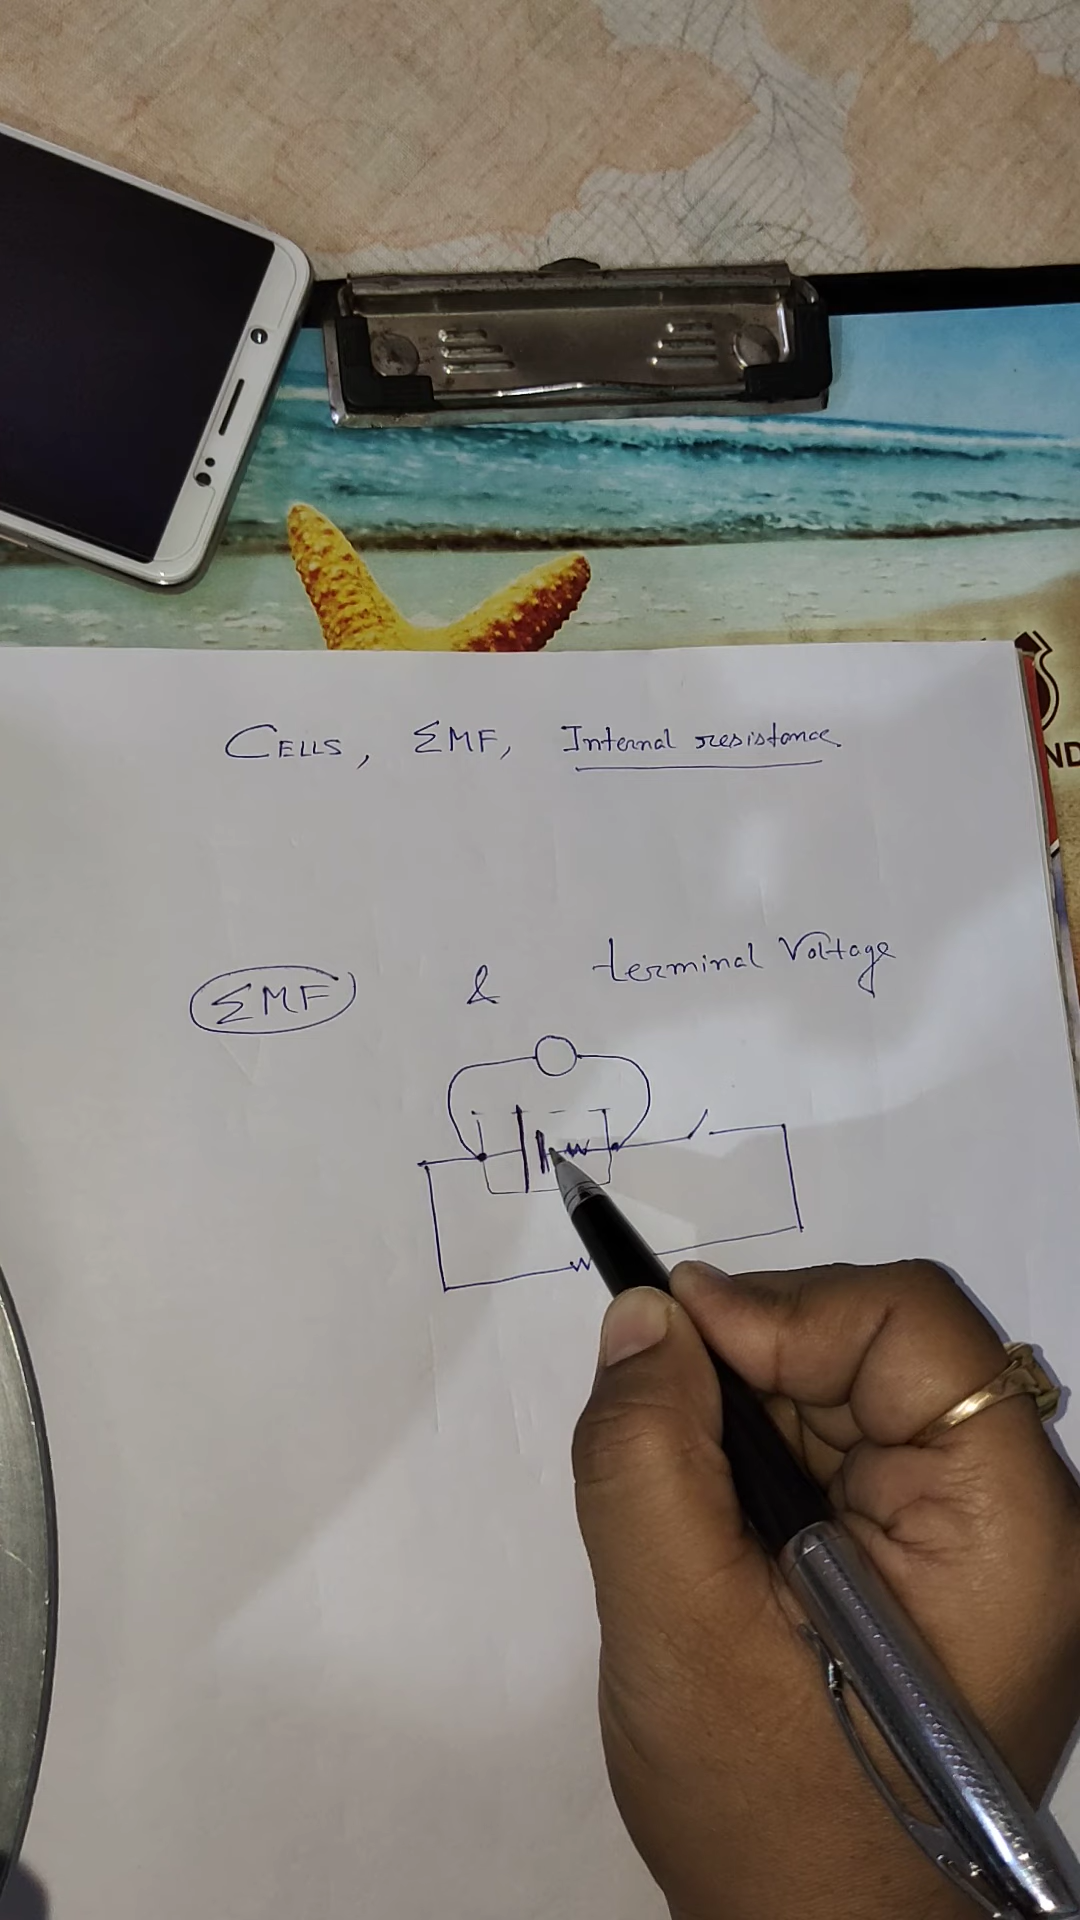 CELLS, EMF, Internal resistance.
EMF & terminal Voltage